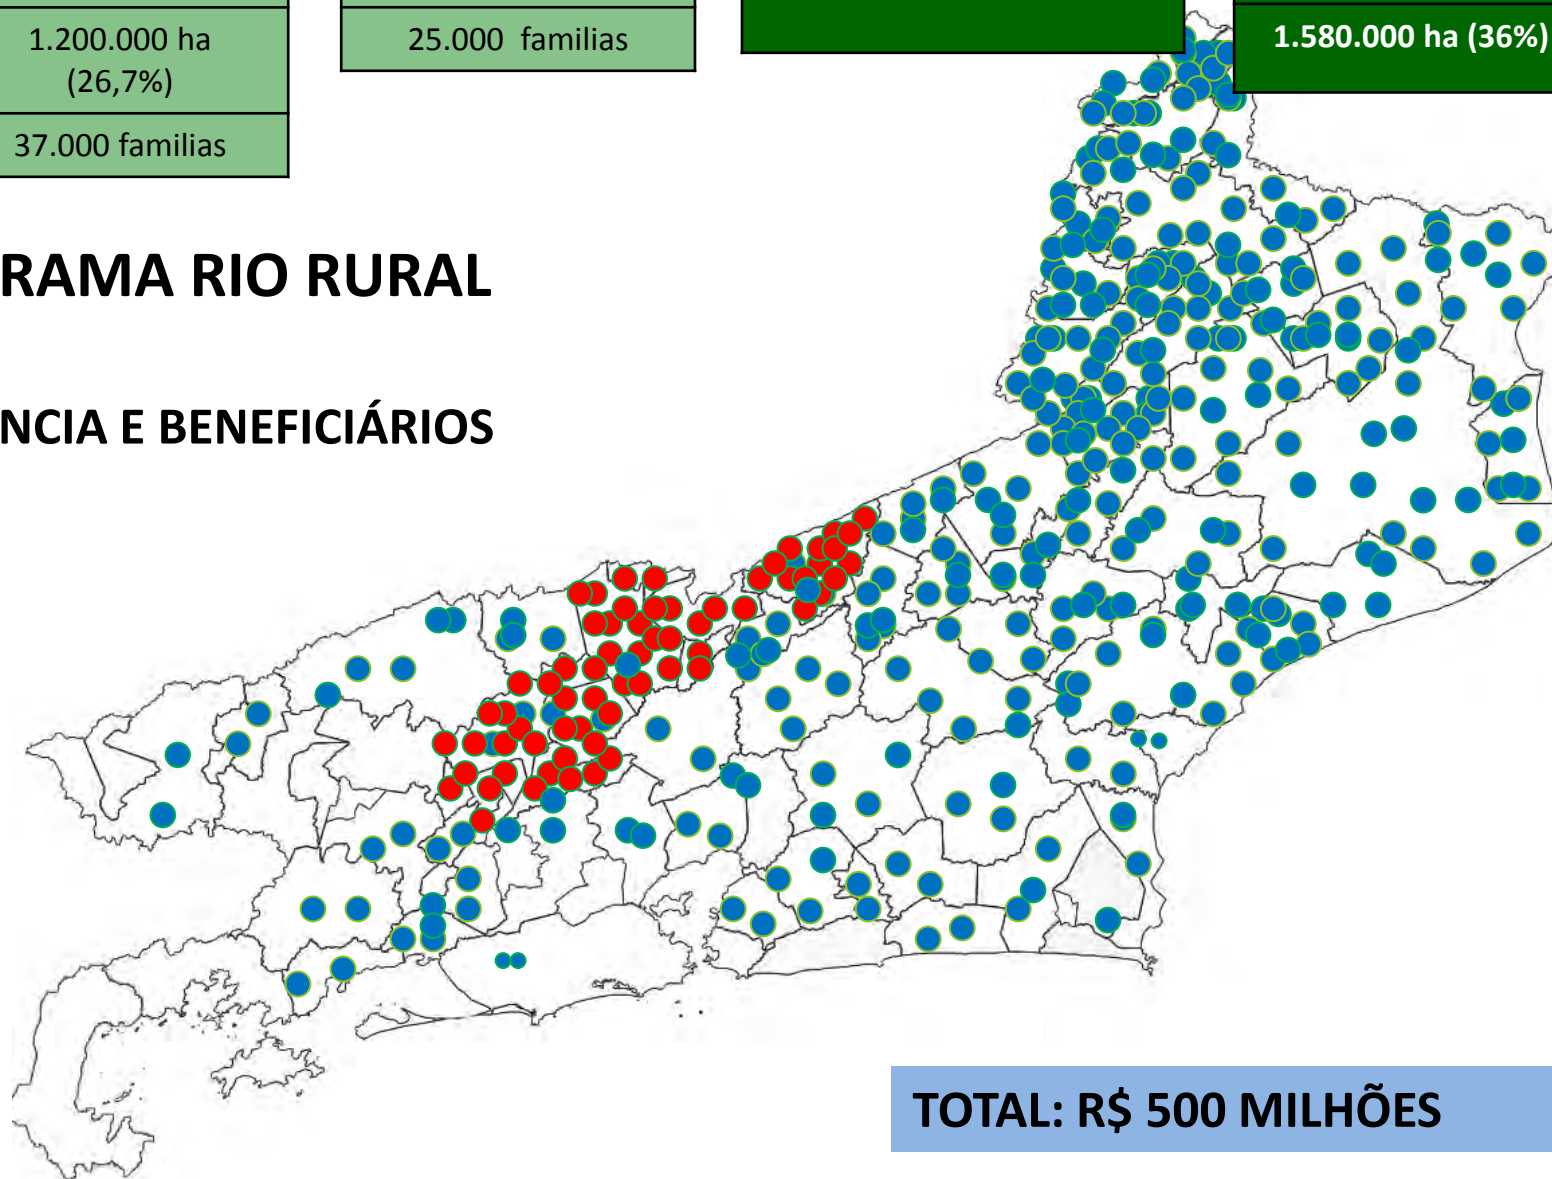 1.200.000 ha
(26,7%)
37.000 familias
25.000 familias
1.580.000 ha (36%)
RAMA RIO RURAL
NCIA E BENEFICIÁRIOS
TOTAL: R$ 500 MILHÕES